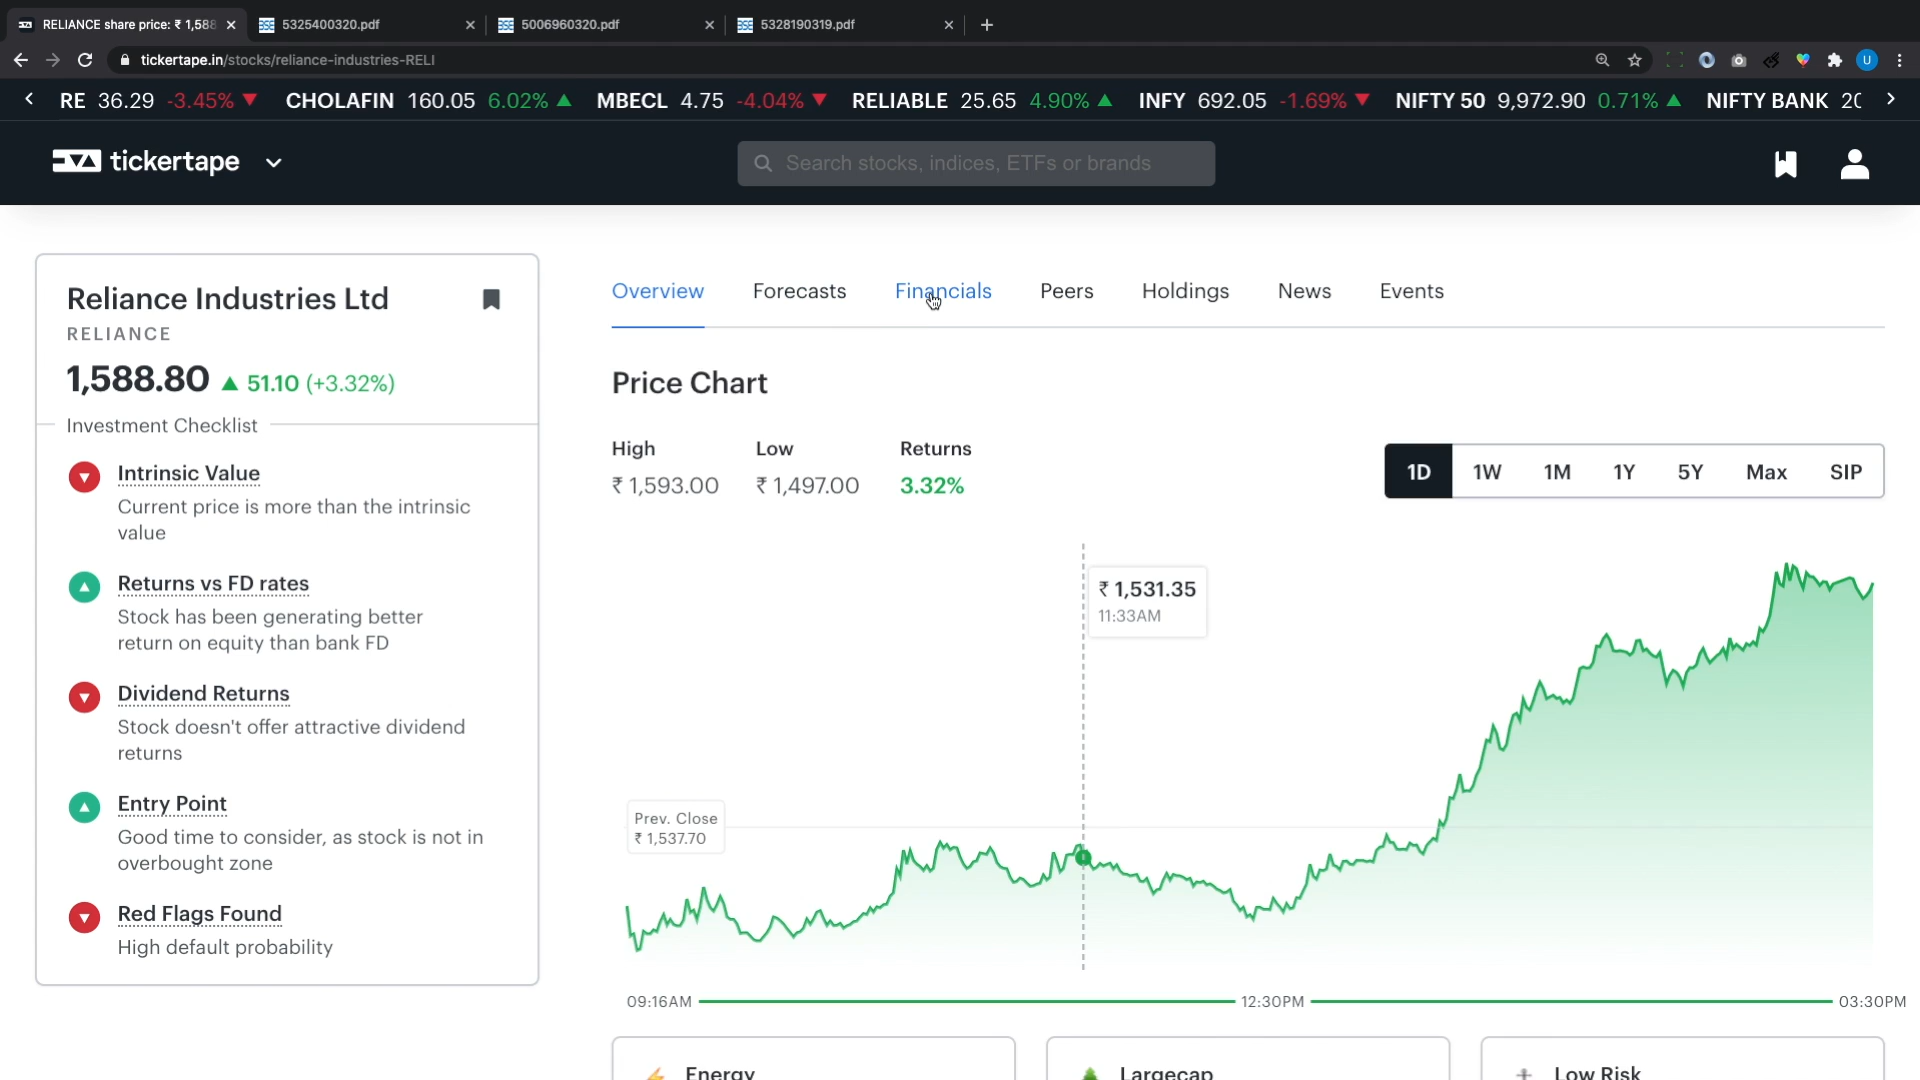 RELIANCE share price: ₹ 1,588
5325400320.pdf
5006960320.pdf
5328190319.pdf
tickertape.in/stocks/reliance-industries-RELI
U
RE 36.29 -3.45% CHOLAFIN 160.05 6.02% MBECL 4.75 -4.04% RELIABLE 25.65 4.90% INFY 692.05 -1.69% NIFTY 50 9,972.90 0.71% NIFTY BANK
tickertape
Search stocks, indices, ETFs or brands
Reliance Industries Ltd
RELIANCE
1,588.80 51.10 (+3.32%)
Investment Checklist
Intrinsic Value
Current price is more than the intrinsic
value
Returns vs FD rates
Stock has been generating better
return on equity than bank FD
Dividend Returns
Stock doesn't offer attractive dividend
returns
Entry Point
Good time to consider, as stock is not in
overbought zone
Red Flags Found
High default probability
Overview Forecasts Financials Peers Holdings News Events
Price Chart
High Low Returns
₹ 1,593.00 ₹ 1,497.00 3.32%
1D 1W 1M 1Y 5Y Max SIP
₹ 1,531.35
11:33AM
Prev. Close
₹ 1,537.70
09:16AM 12:30PM 03:30PM
Energy Largecap Low Risk